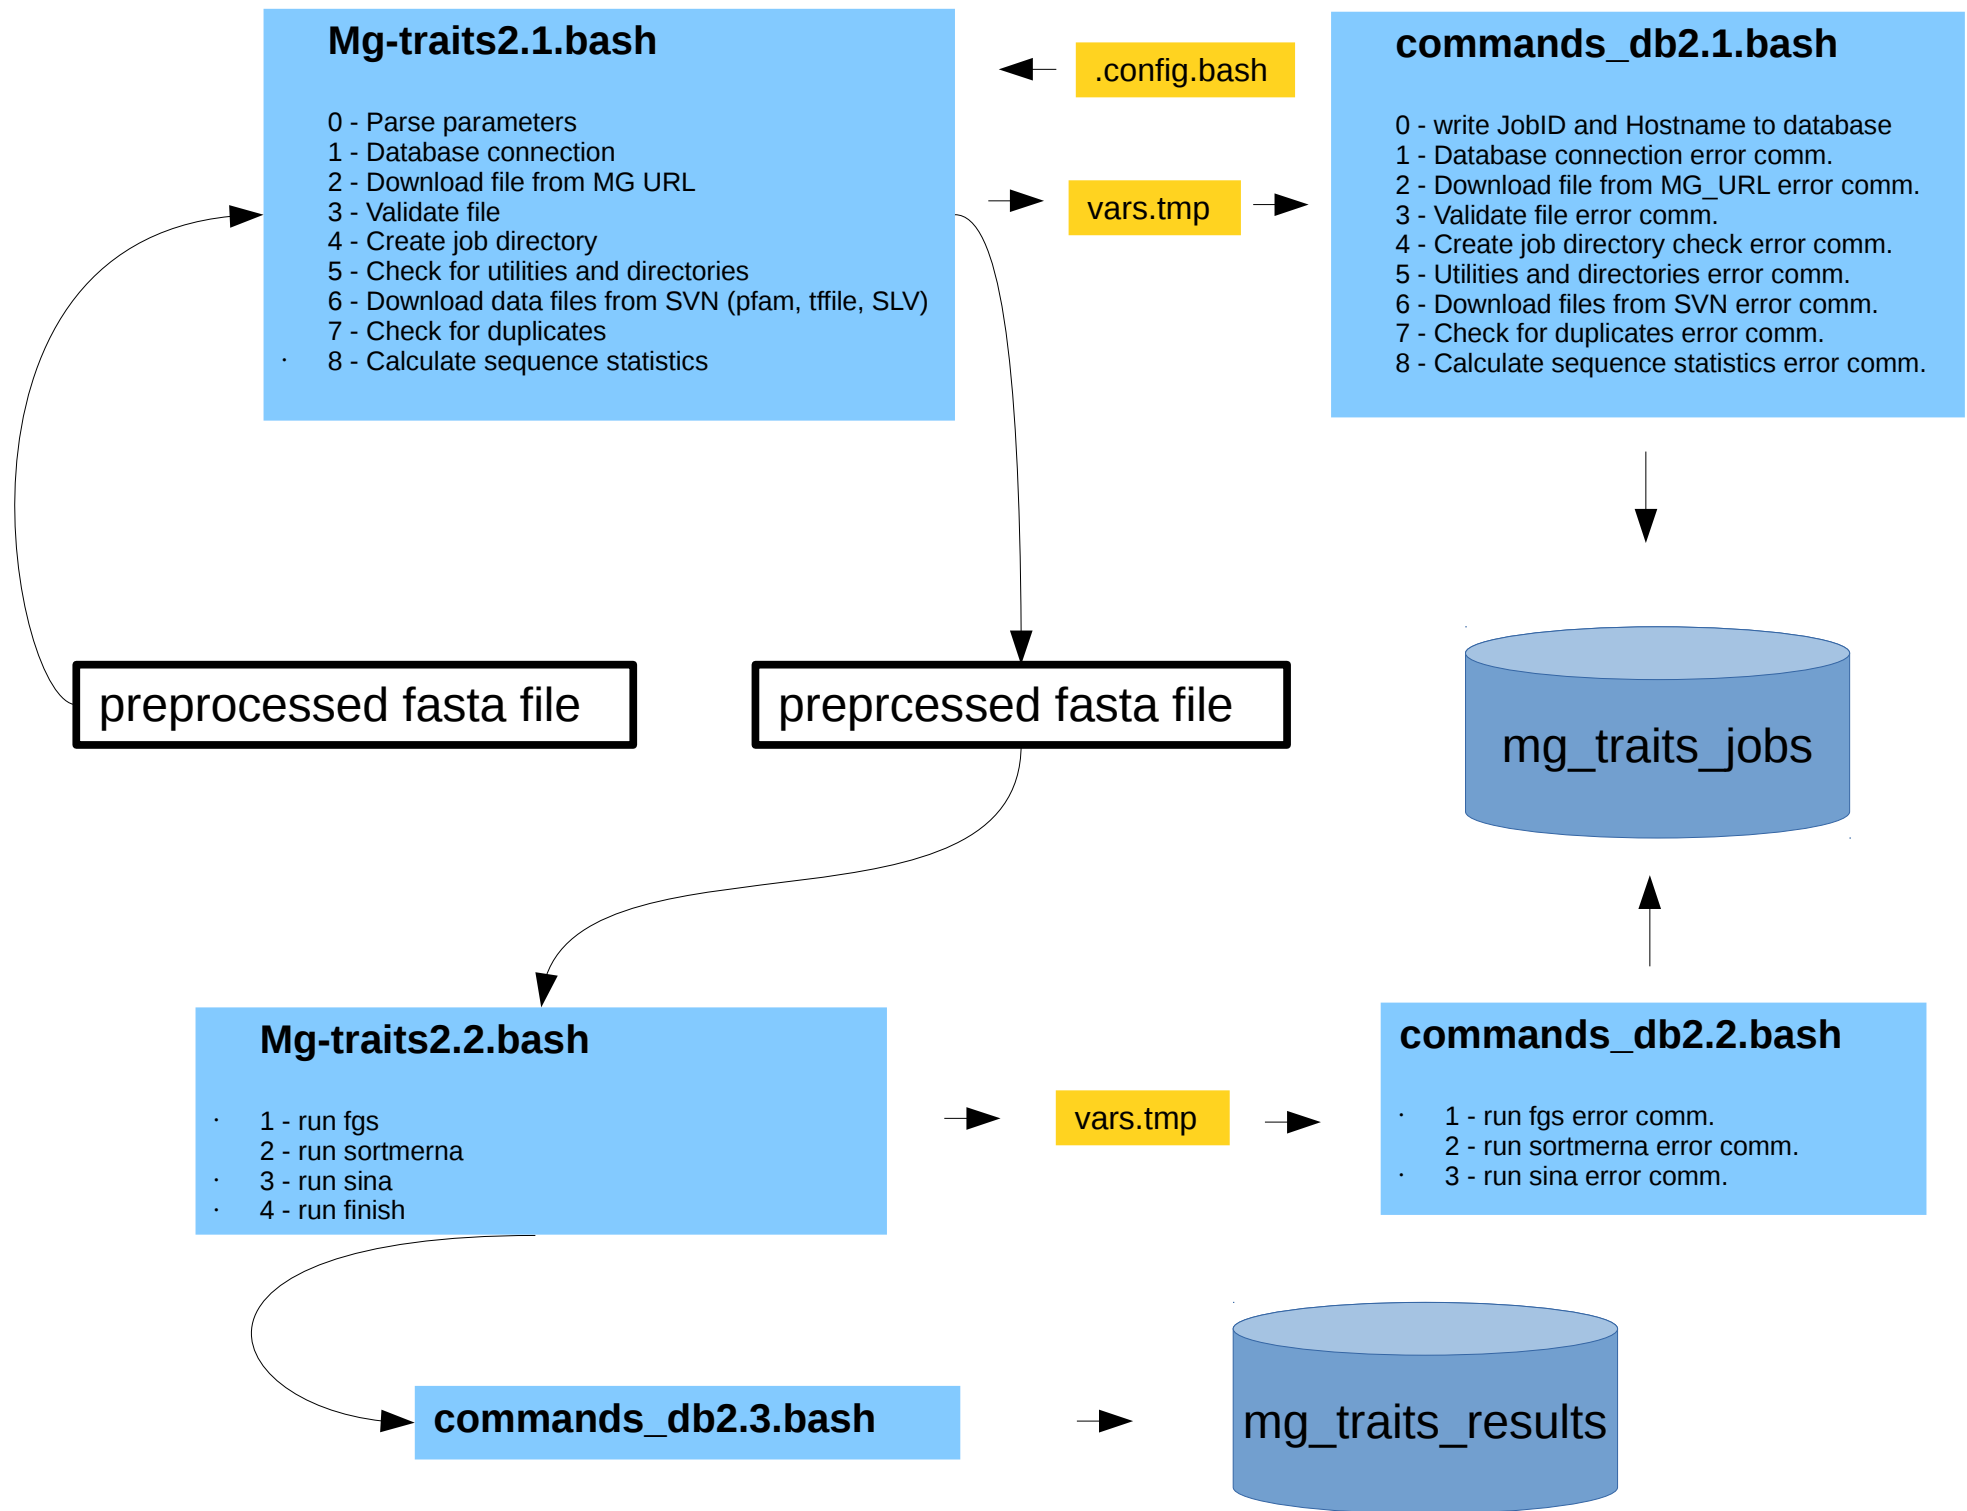 Mg-traits2.1.bash
0 - Parse parameters
1 - Database connection
2 - Download file from MG URL
3 - Validate file
4 - Create job directory
5 - Check for utilities and directories
6 - Download data files from SVN (pfam, tffile, SLV)
7 - Check for duplicates
· 8 - Calculate sequence statistics
.config.bash
vars.tmp
commands_db2.1.bash
0 - write JobID and Hostname to database
1 - Database connection error comm.
2 - Download file from MG_URL error comm.
3 - Validate file error comm.
4 - Create job directory check error comm.
5 - Utilities and directories error comm.
6 - Download files from SVN error comm.
7 - Check for duplicates error comm.
8 - Calculate sequence statistics error comm.
preprocessed fasta file
preprcessed fasta file
mg_traits_jobs
Mg-traits2.2.bash
· 1 - run fgs
2 - run sortmerna
· 3 - run sina
· 4 - run finish
vars.tmp
commands_db2.2.bash
· 1 - run fgs error comm.
2 - run sortmerna error comm.
· 3 - run sina error comm.
commands_db2.3.bash
mg_traits_results